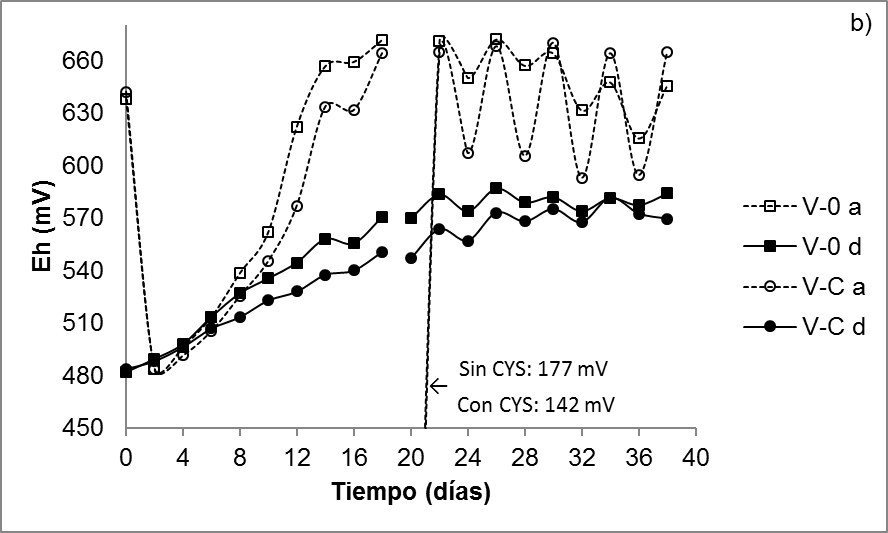 b)
Eh (mV)
660
630
600
570
540
510
480
450
Sin CYS: 177 mV
Con CYS: 142 mV
0 4 8 12 16 20 24 28 32 36 40
Tiempo (días)
V-0 a
V-0 d
V-C a
V-C d